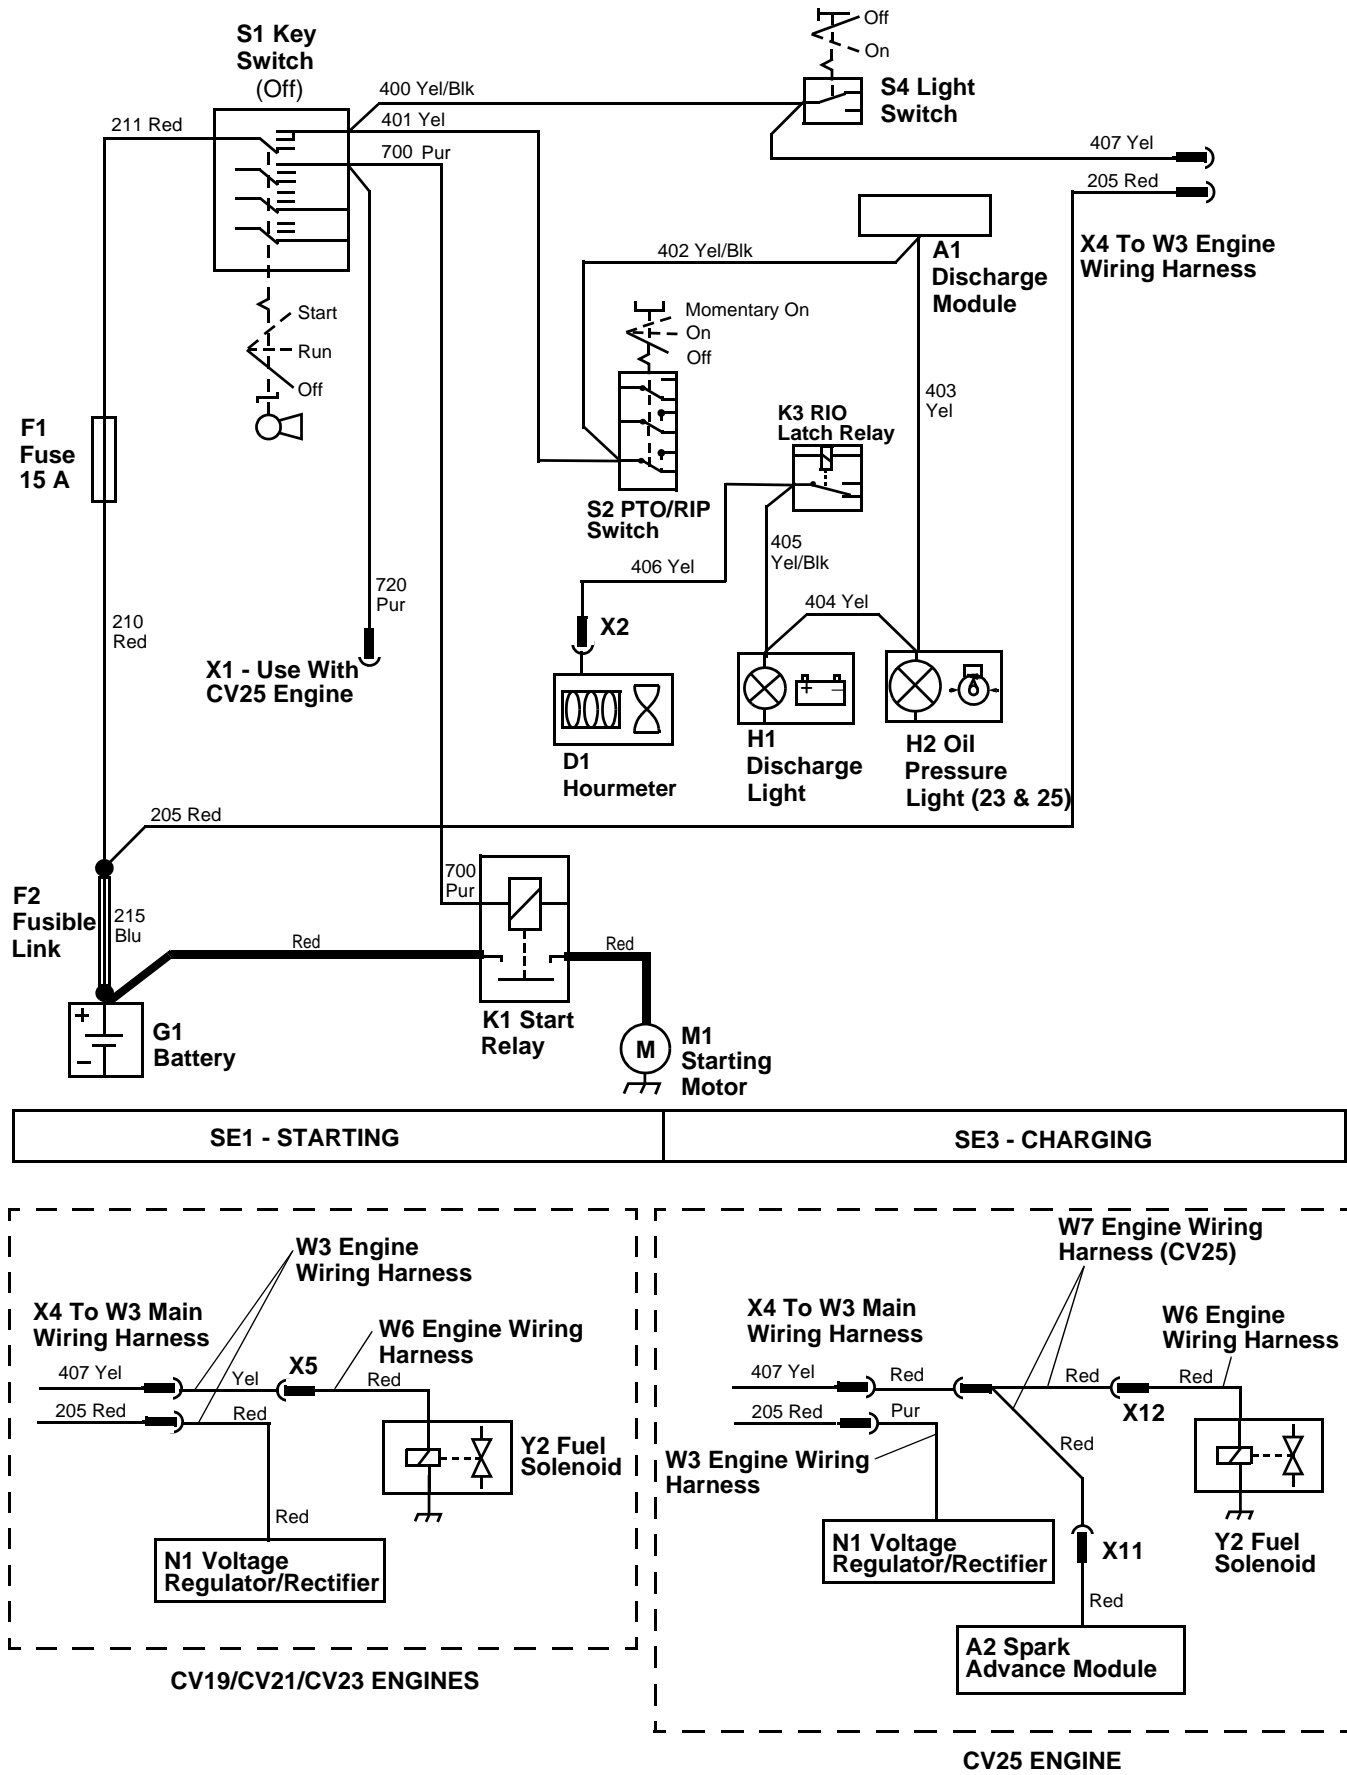 S1 Key
Switch
(Off)
Off
On
S4 Light
Switch
400 Yel/Blk
401 Yel
211 Red
700 Pur
407 Yel
205 Red
X4 To W3 Engine
Wiring Harness
402 Yel/Blk
A1
Discharge
Module
Start
Run
Off
Momentary On
On
Off
403
Yel
K3 RIO
Latch Relay
F1
Fuse
15 A
S2 PTO/RIP
Switch
405
Yel/Blk
406 Yel
720
Pur
404 Yel
X2
210
Red
X1 - Use With
CV25 Engine
+ −
D1
Hourmeter
H1
Discharge
Light
H2 Oil
Pressure
Light (23 & 25)
205 Red
700
Pur
F2
Fusible
Link
215
Blu
Red
Red
+
−
G1
Battery
K1 Start
Relay
M
M1
Starting
Motor
SE1 - STARTING
SE3 - CHARGING
W3 Engine
Wiring Harness
X4 To W3 Main
Wiring Harness
W6 Engine Wiring
Harness
X5
407 Yel
Yel
Red
205 Red
Red
Y2 Fuel
Solenoid
Red
N1 Voltage
Regulator/Rectifier
CV19/CV21/CV23 ENGINES
W7 Engine Wiring
Harness (CV25)
X4 To W3 Main
Wiring Harness
W6 Engine
Wiring Harness
407 Yel
Red
Red
Red
X12
205 Red
Pur
Red
W3 Engine Wiring
Harness
N1 Voltage
Regulator/Rectifier
X11
Y2 Fuel
Solenoid
Red
A2 Spark
Advance Module
CV25 ENGINE